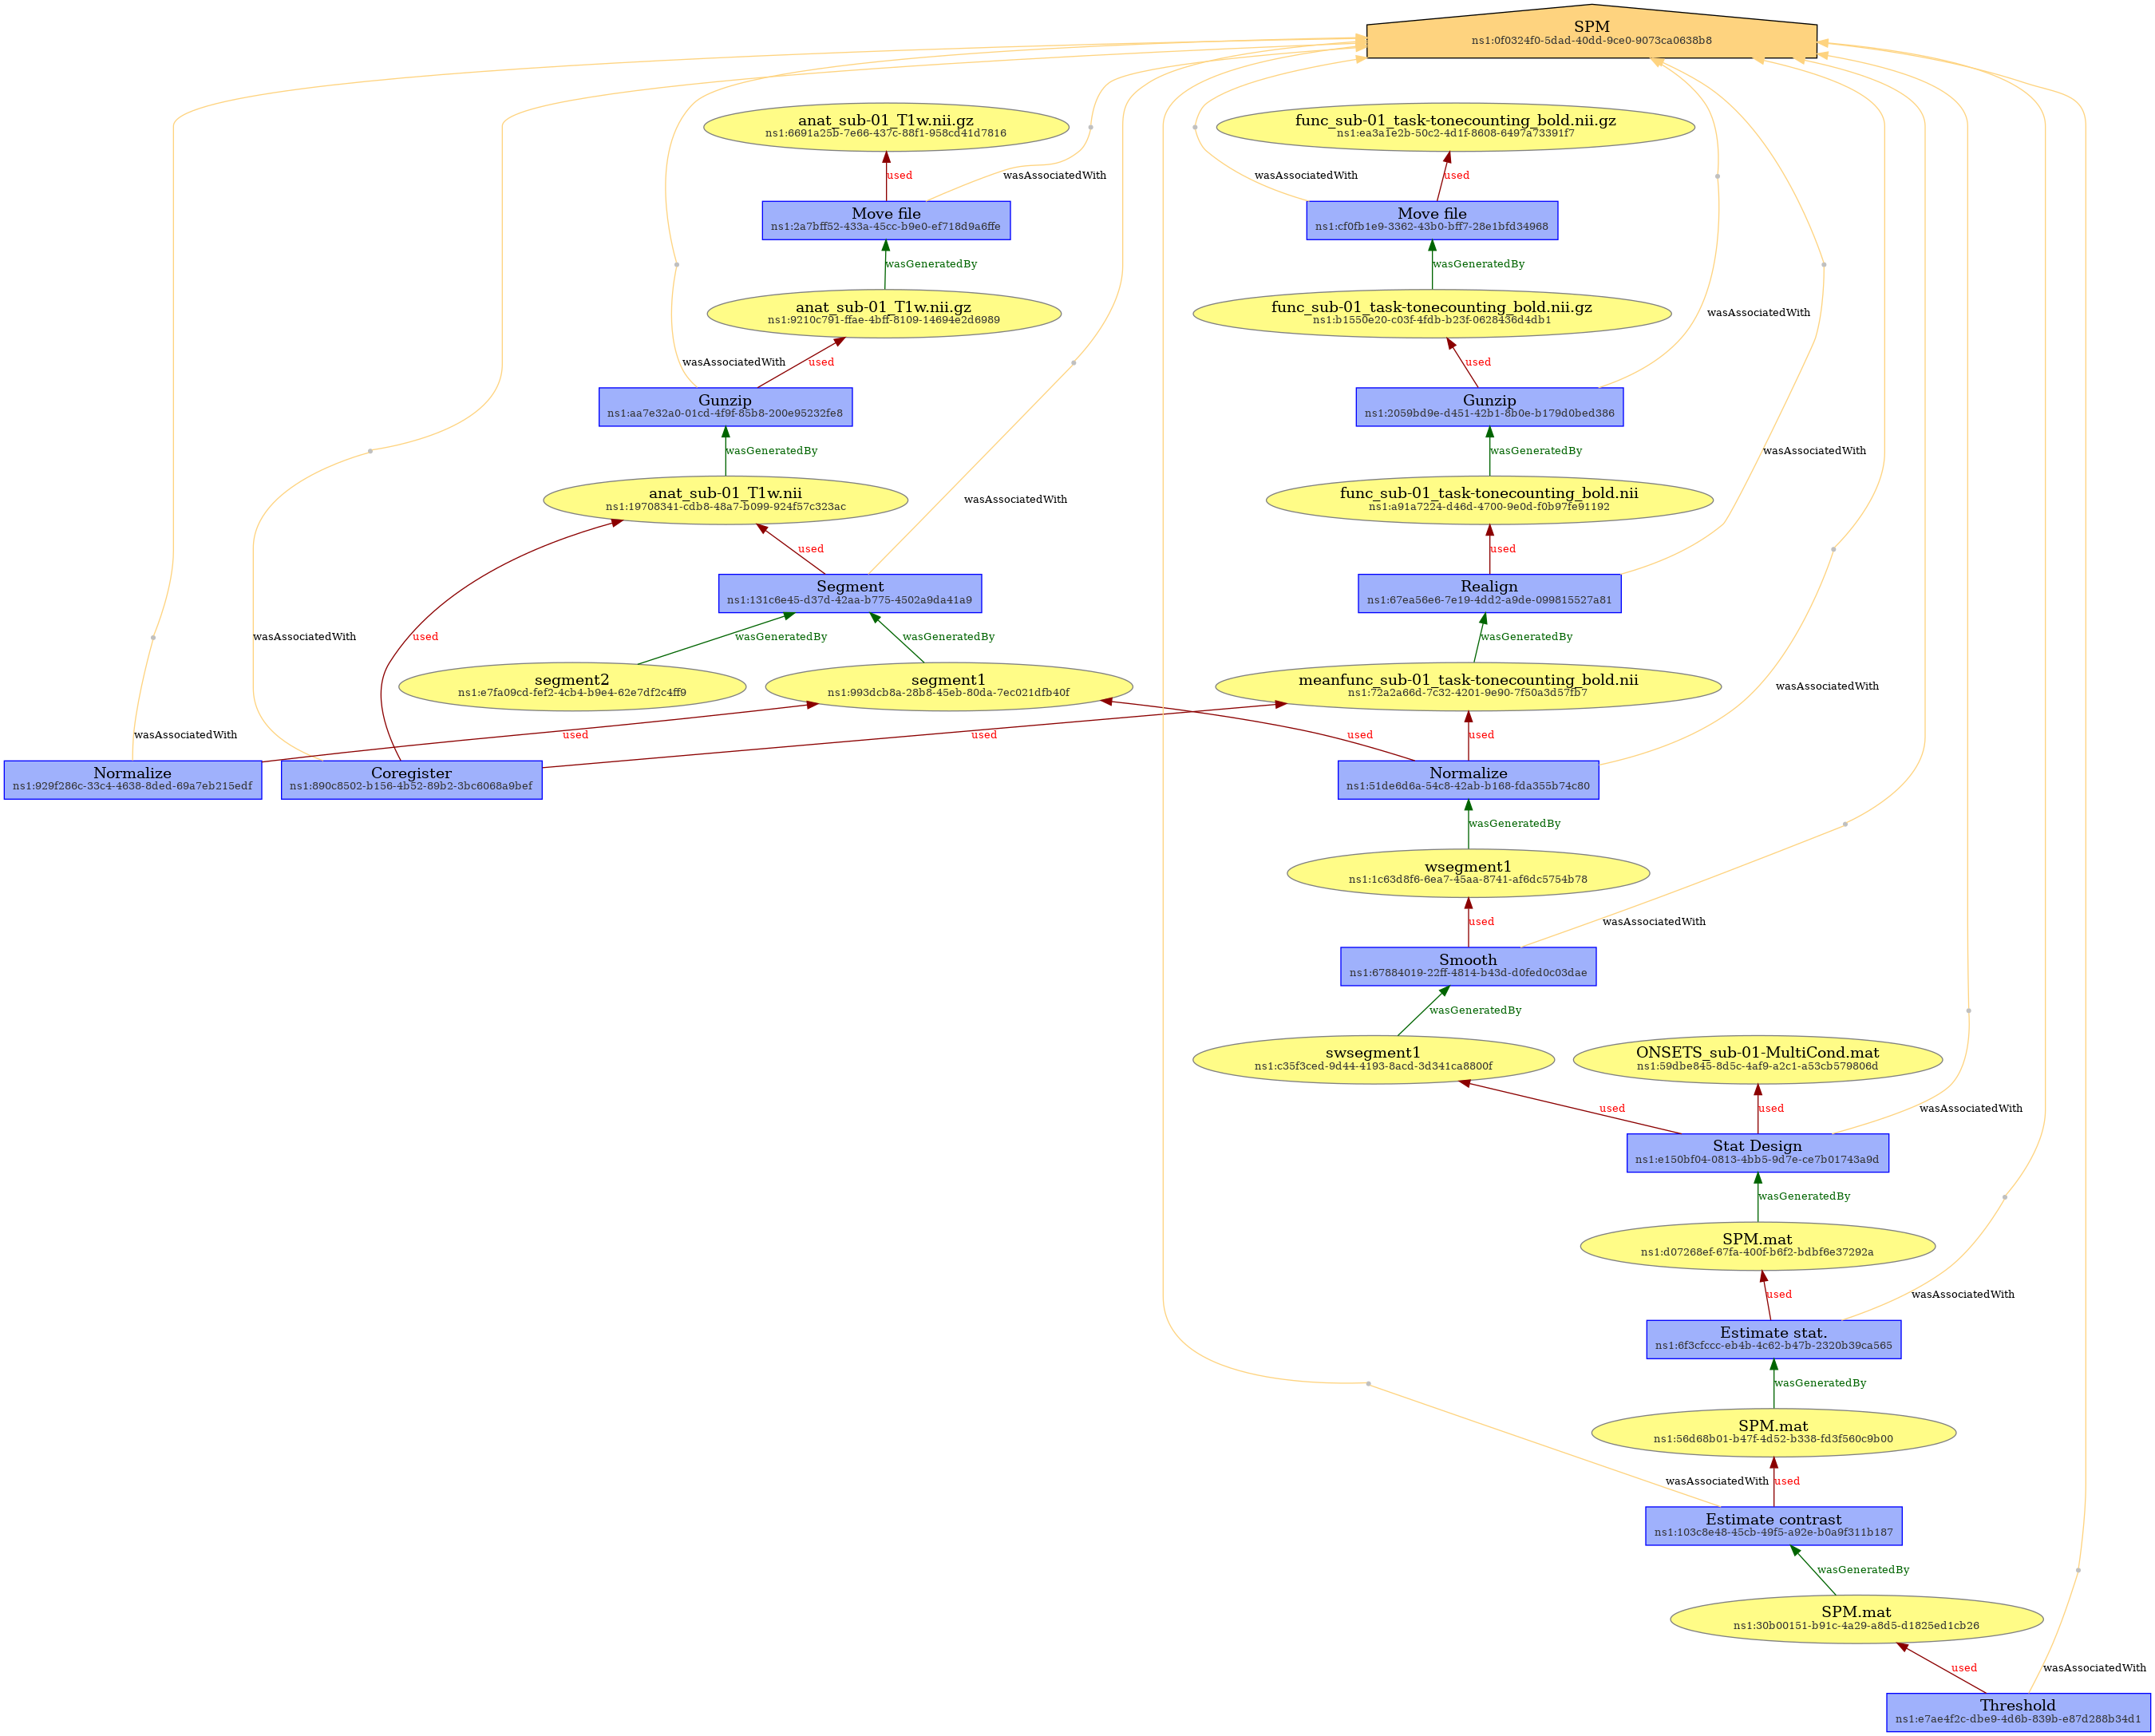 SPM
ns1:0f0324f0-5dad-40dd-9ce0-9073ca0638b8
anat_sub-01_T1w.nii.gz
ns1:6691a25b-7e66-437c-88f1-958cd41d7816
func_sub-01_task-tonecounting_bold.nii.gz
ns1:ea3a1e2b-50c2-4d1f-8608-6497a73391f7
used
wasAssociatedWith
wasAssociatedWith
used
Move file
ns1:2a7bff52-433a-45cc-b9e0-ef718d9a6ffe
Move file
ns1:cf0fb1e9-3362-43b0-bff7-28e1bfd34968
wasGeneratedBy
wasGeneratedBy
anat_sub-01_T1w.nii.gz
ns1:9210c791-ffae-4bff-8109-14694e2d6989
func_sub-01_task-tonecounting_bold.nii.gz
ns1:b1550e20-c03f-4fdb-b23f-0628436d4db1
wasAssociatedWith
used
used
wasAssociatedWith
Gunzip
ns1:aa7e32a0-01cd-4f9f-85b8-200e95232fe8
Gunzip
ns1:2059bd9e-d451-42b1-8b0e-b179d0bed386
wasGeneratedBy
wasGeneratedBy
wasAssociatedWith
anat_sub-01_T1w.nii
ns1:19708341-cdb8-48a7-b099-924f57c323ac
wasAssociatedWith
func_sub-01_task-tonecounting_bold.nii
ns1:a91a7224-d46d-4700-9e0d-f0b97fe91192
used
used
Segment
ns1:131c6e45-d37d-42aa-b775-4502a9da41a9
Realign
ns1:67ea56e6-7e19-4dd2-a9de-099815527a81
wasAssociatedWith
used
wasGeneratedBy
wasGeneratedBy
wasGeneratedBy
segment2
ns1:e7fa09cd-fef2-4cb4-b9e4-62e7df2c4ff9
segment1
ns1:993dcb8a-28b8-45eb-80da-7ec021dfb40f
meanfunc_sub-01_task-tonecounting_bold.nii
ns1:72a2a66d-7c32-4201-9e90-7f50a3d57fb7
wasAssociatedWith
wasAssociatedWith
used
used
used
used
Normalize
ns1:929f286c-33c4-4638-8ded-69a7eb215edf
Coregister
ns1:890c8502-b156-4b52-89b2-3bc6068a9bef
Normalize
ns1:51de6d6a-54c8-42ab-b168-fda355b74c80
wasGeneratedBy
wsegment1
ns1:1c63d8f6-6ea7-45aa-8741-af6dc5754b78
used
wasAssociatedWith
Smooth
ns1:67884019-22ff-4814-b43d-d0fed0c03dae
wasGeneratedBy
swsegment1
ns1:c35f3ced-9d44-4193-8acd-3d341ca8800f
ONSETS_sub-01-MultiCond.mat
ns1:59dbe845-8d5c-4af9-a2c1-a53cb579806d
used
used
wasAssociatedWith
Stat Design
ns1:e150bf04-0813-4bb5-9d7e-ce7b01743a9d
wasGeneratedBy
SPM.mat
ns1:d07268ef-67fa-400f-b6f2-bdbf6e37292a
used
wasAssociatedWith
Estimate stat.
ns1:6f3cfccc-eb4b-4c62-b47b-2320b39ca565
wasGeneratedBy
SPM.mat
ns1:56d68b01-b47f-4d52-b338-fd3f560c9b00
wasAssociatedWith
used
Estimate contrast
ns1:103c8e48-45cb-49f5-a92e-b0a9f311b187
wasGeneratedBy
SPM.mat
ns1:30b00151-b91c-4a29-a8d5-d1825ed1cb26
used
wasAssociatedWith
Threshold
ns1:e7ae4f2c-dbe9-4d6b-839b-e87d288b34d1